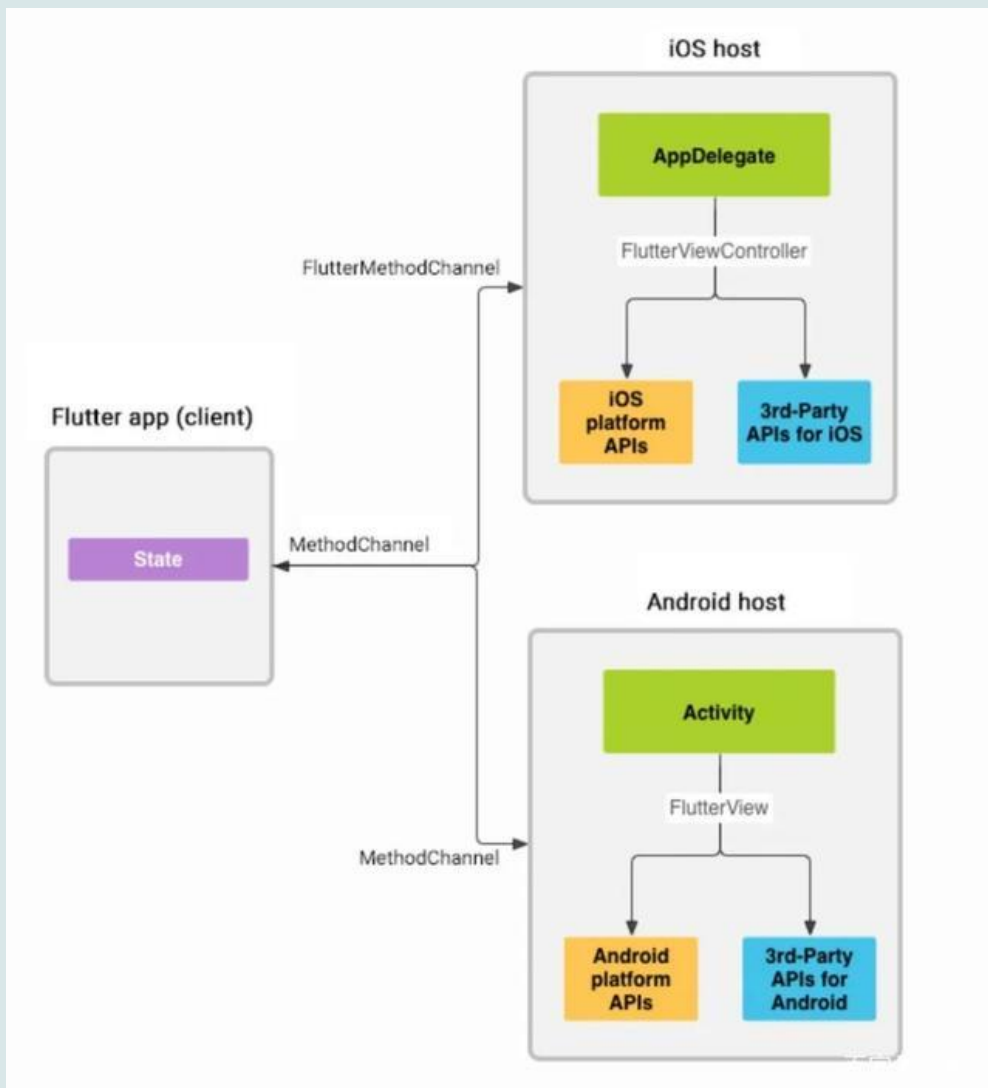 iOS host
AppDelegate
FlutterViewController
FlutterMethodChannel
iOS
platform
APIs
3rd-Party
APIs for iOS
Flutter app (client)
State
MethodChannel
Android host
Activity
FlutterView
MethodChannel
Android
platform
APIs
3rd-Party
APIs for
Android